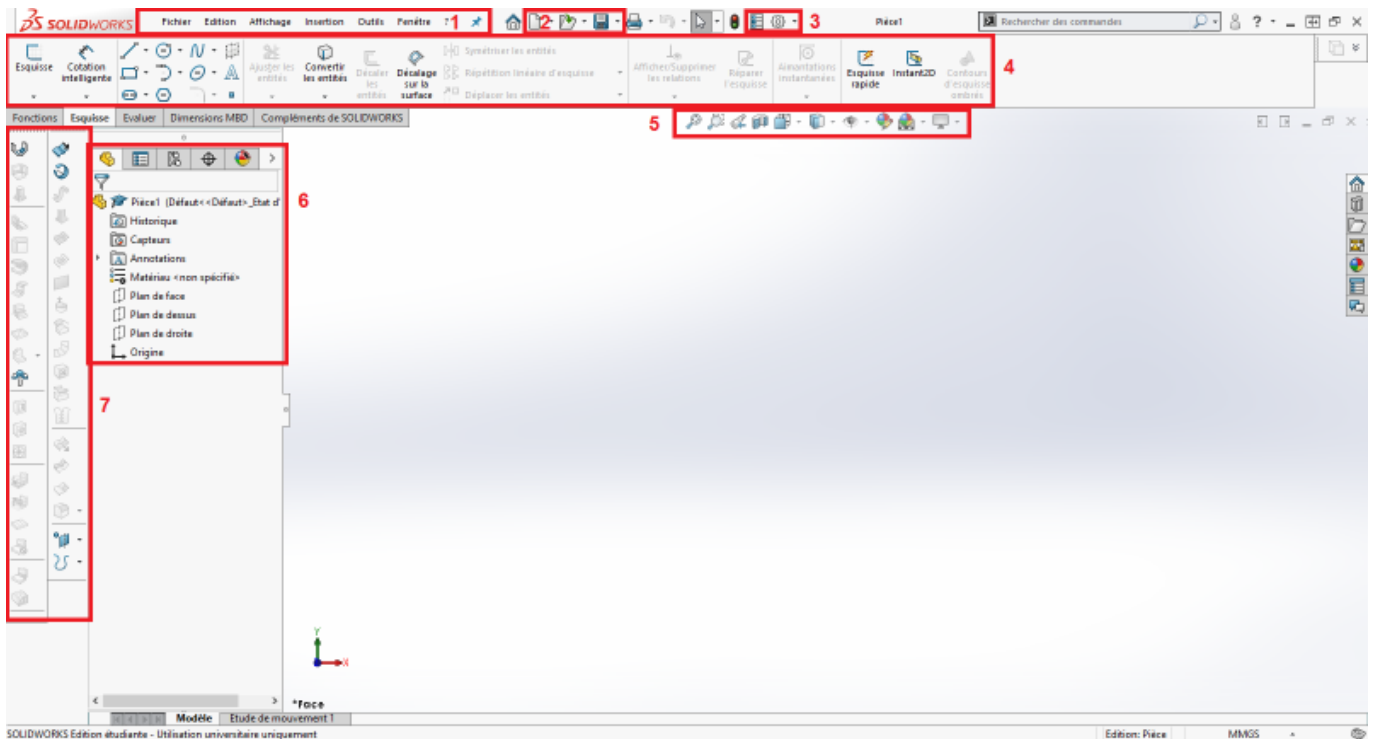 SOLIDWORKS Fichier Edition Affichage Insertion Outils Fenêtre ? 1 2 3 Pièce1 Rechercher des commandes ?
Esquisse Cotation intelligente Ajuster les entités Convertir les entités Décaler les entités Décalage sur la surface Symétriser les entités Répétition linéaire d'esquisse Déplacer les entités Afficher/Supprimer les relations Réparer l'esquisse Aimantations instantanées Esquisse rapide Instant2D Contours d'esquisse ombrés 4
Fonctions Esquisse Evaluer Dimensions MBD Compléments de SOLIDWORKS 5
Pièce1 (Défaut<<Défaut>_Etat d' 6
Historique
Capteurs
Annotations
Matériau <non spécifié>
Plan de face
Plan de dessus
Plan de droite
Origine
7
Y
X
*Face
Modèle Etude de mouvement 1
SOLIDWORKS Edition étudiante - Utilisation universitaire uniquement Edition: Pièce MMGS